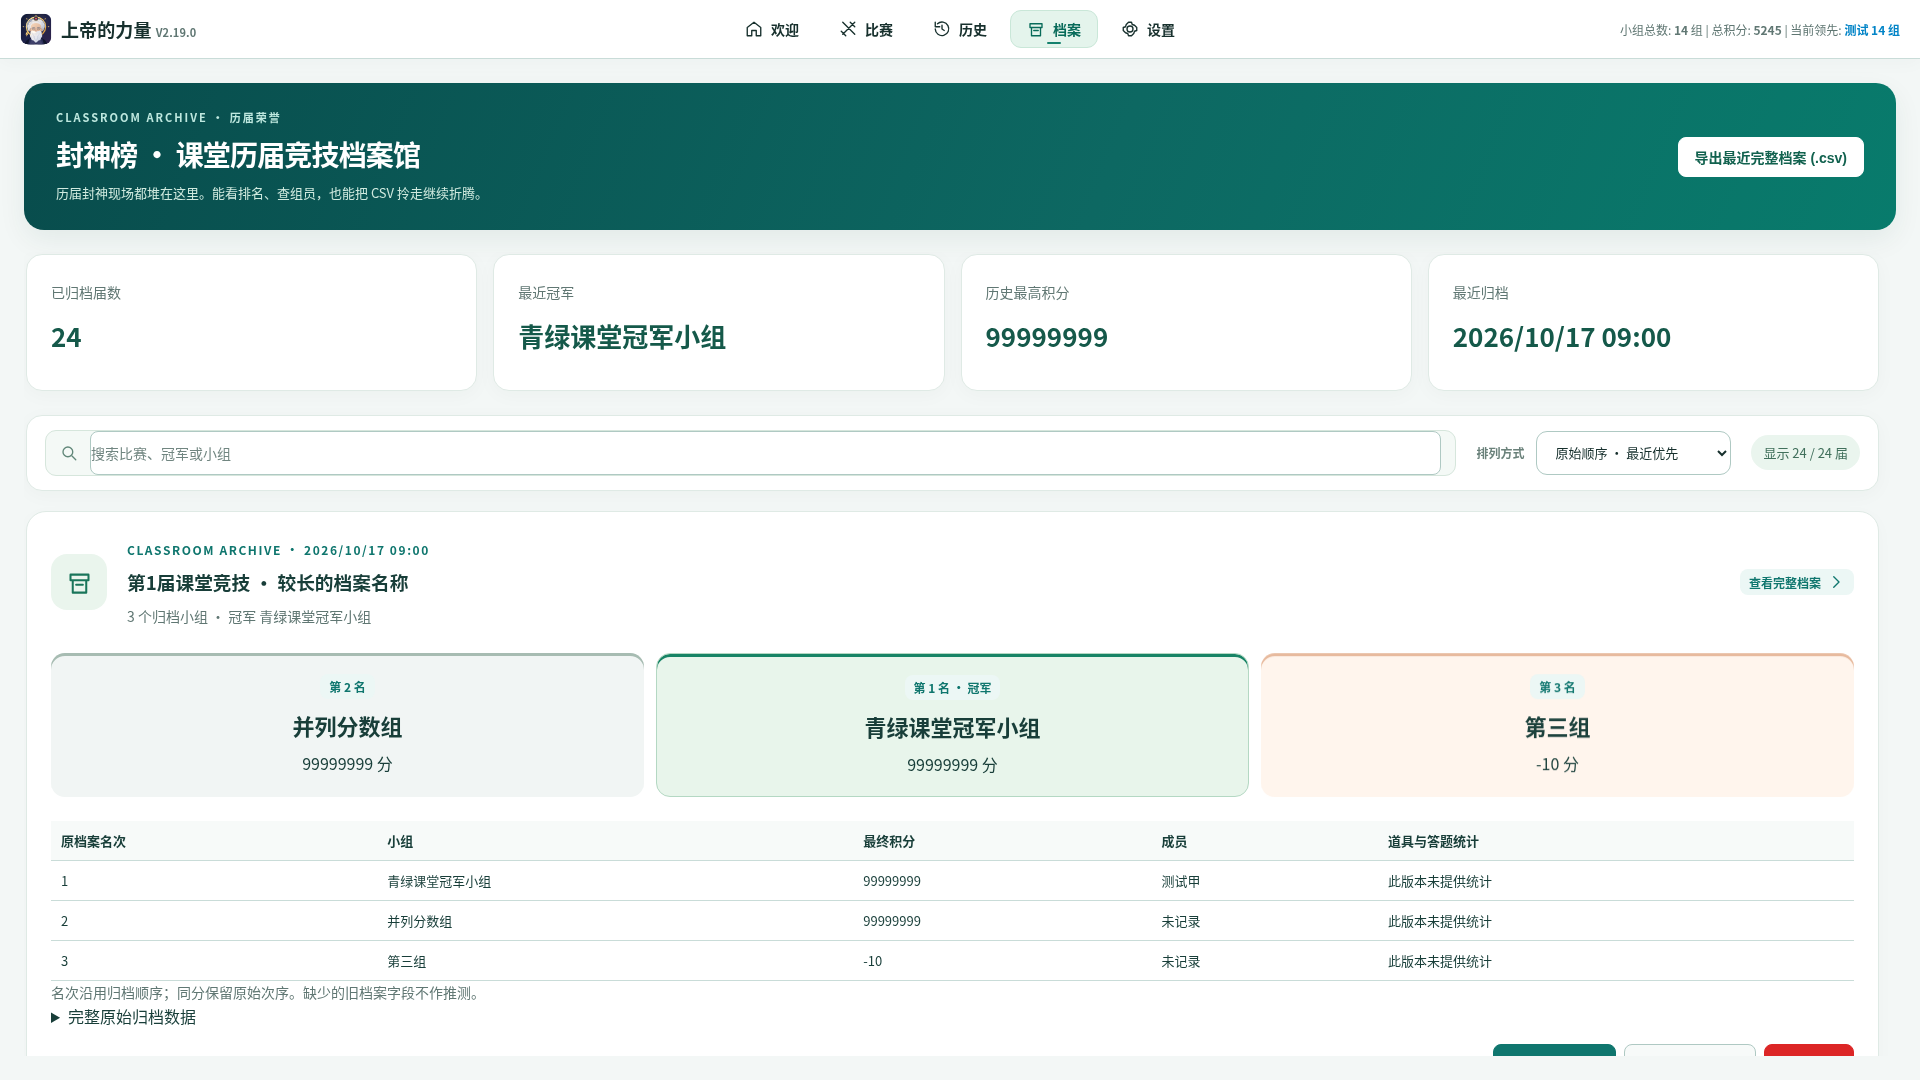 上帝的力量 V2.19.0
欢迎
比赛
历史
档案
设置
小组总数: 14 组 | 总积分: 5245 | 当前领先: 测试 14 组
CLASSROOM ARCHIVE · 历届荣誉
封神榜 · 课堂历届竞技档案馆
历届封神现场都堆在这里。能看排名、查组员，也能把 CSV 拎走继续折腾。
导出最近完整档案 (.csv)
已归档届数
24
最近冠军
青绿课堂冠军小组
历史最高积分
99999999
最近归档
2026/10/17 09:00
搜索比赛、冠军或小组
排列方式
原始顺序 · 最近优先
显示 24 / 24 届
CLASSROOM ARCHIVE · 2026/10/17 09:00
第1届课堂竞技 · 较长的档案名称
3 个归档小组 · 冠军 青绿课堂冠军小组
查看完整档案
第 2 名
并列分数组
99999999 分
第 1 名 · 冠军
青绿课堂冠军小组
99999999 分
第 3 名
第三组
-10 分
原档案名次 小组 最终积分 成员 道具与答题统计
1 青绿课堂冠军小组 99999999 测试甲 此版本未提供统计
2 并列分数组 99999999 未记录 此版本未提供统计
3 第三组 -10 未记录 此版本未提供统计
名次沿用归档顺序；同分保留原始次序。缺少的旧档案字段不作推测。
完整原始归档数据